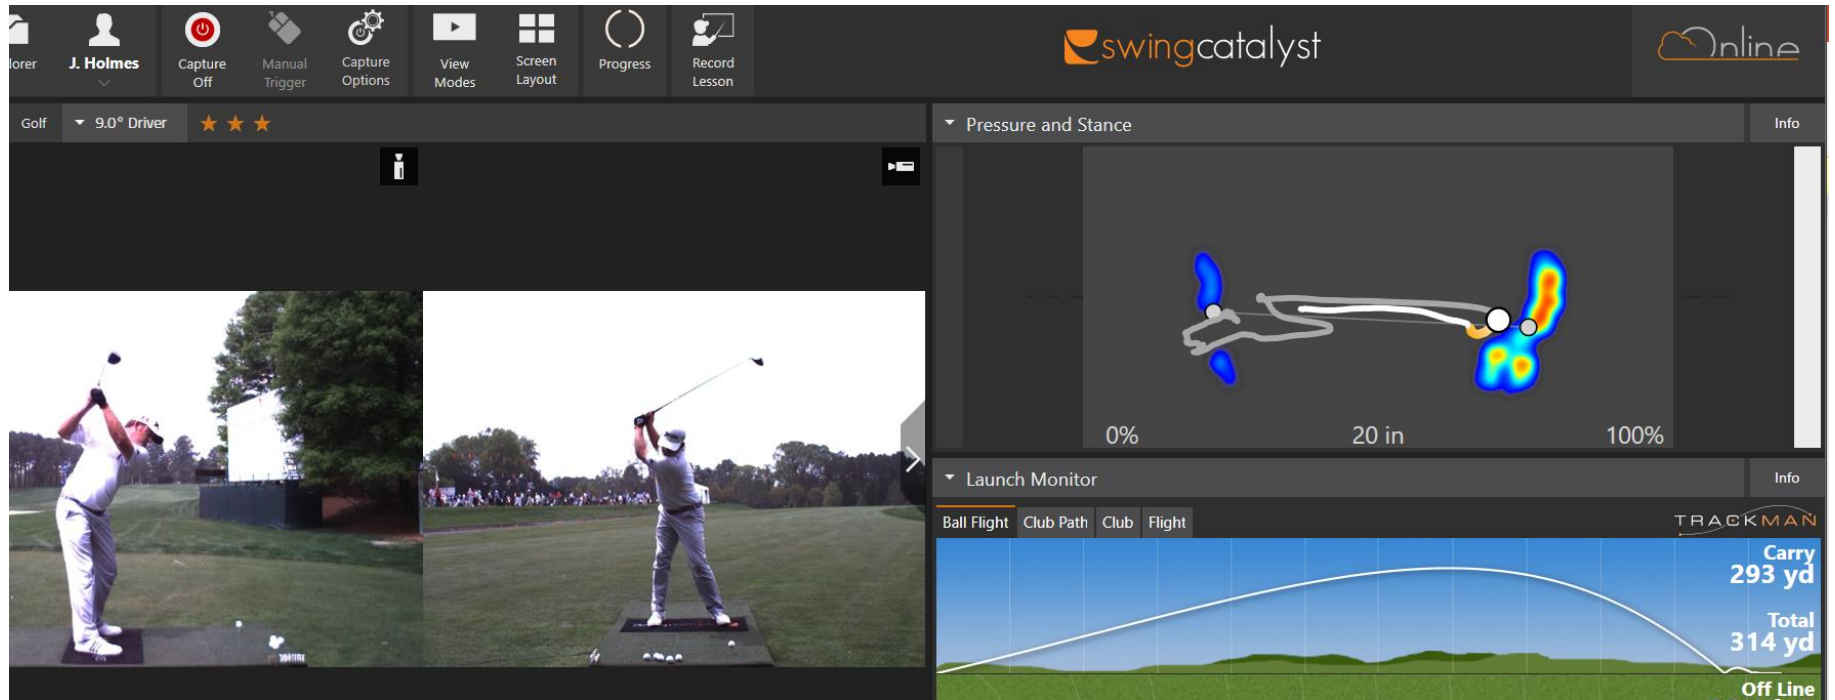 lorer
J. Holmes
Capture
Off
Manual
Trigger
Capture
Options
View
Modes
Screen
Layout
Progress
Record
Lesson
swingcatalyst
Online
Golf
9.0° Driver
Pressure and Stance
Info
0%
20 in
100%
Launch Monitor
Info
Ball Flight
Club Path
Club
Flight
TRACKMAN
Carry
293 yd
Total
314 yd
Off Line